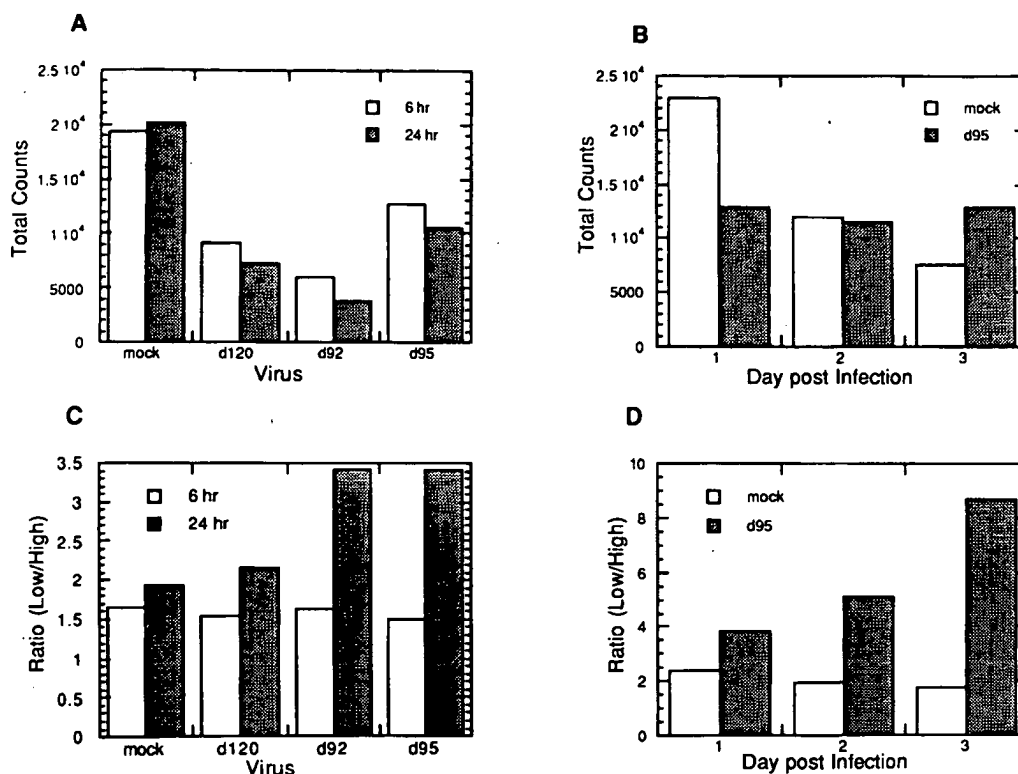 A
2.5 10⁴
2 10⁴
1.5 10⁴
1 10⁴
5000
0
Total Counts
6 hr
24 hr
mock
d120
d92
d95
Virus
B
2.5 10⁴
2 10⁴
1.5 10⁴
1 10⁴
5000
0
Total Counts
mock
d95
1
2
3
Day post Infection
C
3.5
3
2.5
2
1.5
1
0.5
0
Ratio (Low/High)
6 hr
24 hr
mock
d120
d92
d95
Virus
D
10
8
6
4
2
0
Ratio (Low/High)
mock
d95
1
2
3
Day post Infection